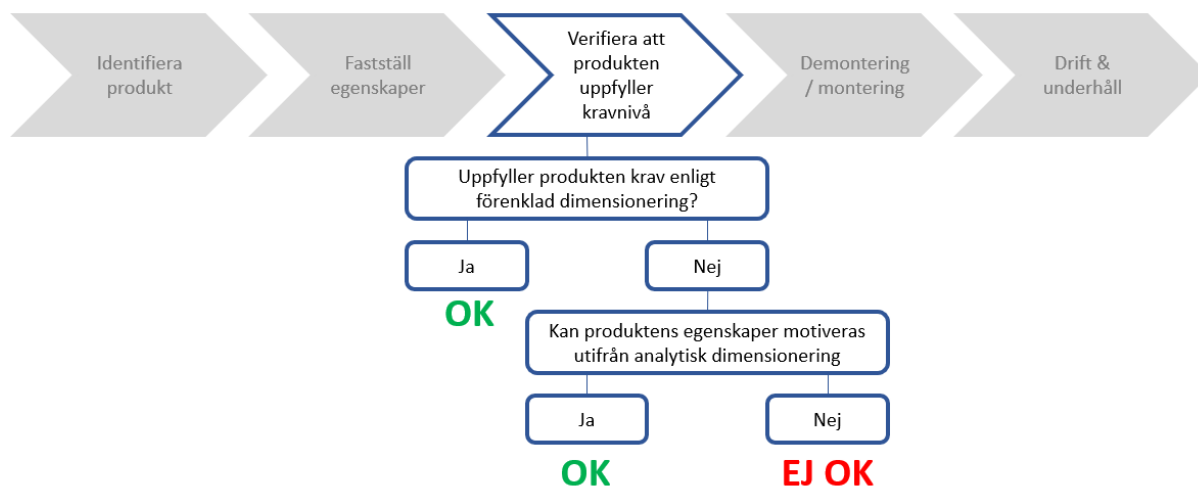 Identifiera
produkt
Fastställ
egenskaper
Verifiera att
produkten
uppfyller
kravnivå
Demontering
/ montering
Drift &
underhåll
Uppfyller produkten krav enligt
förenklad dimensionering?
Ja
Nej
OK
Kan produktens egenskaper motiveras
utifrån analytisk dimensionering
Ja
Nej
OK
EJ OK